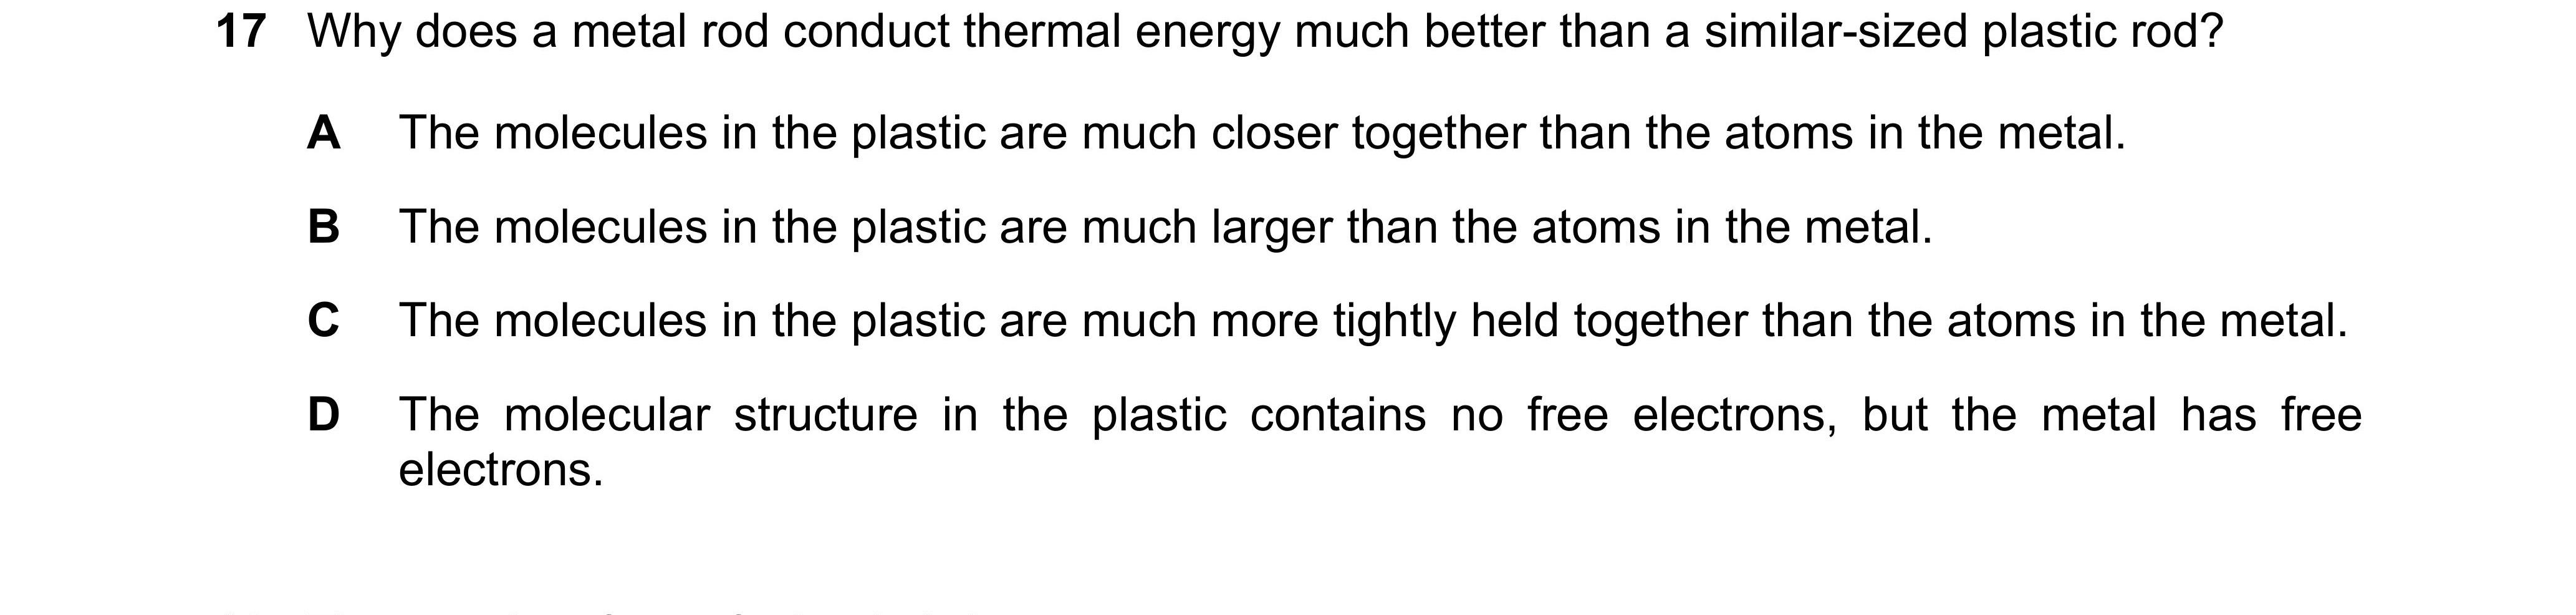 17 Why does a metal rod conduct thermal energy much better than a similar-sized plastic rod?
A The molecules in the plastic are much closer together than the atoms in the metal.
B The molecules in the plastic are much larger than the atoms in the metal.
C The molecules in the plastic are much more tightly held together than the atoms in the metal.
D The molecular structure in the plastic contains no free electrons, but the metal has free
electrons.